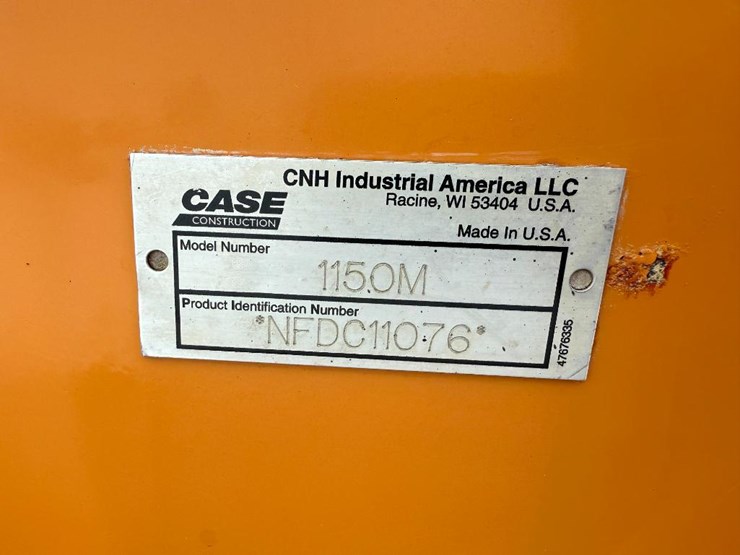 CNH Industrial America LLC
CASE
CONSTRUCTION
Racine, WI 53404 U.S.A.
Made In U.S.A.
Model Number
1150M
Product Identification Number
*NFDC11076*
47676335